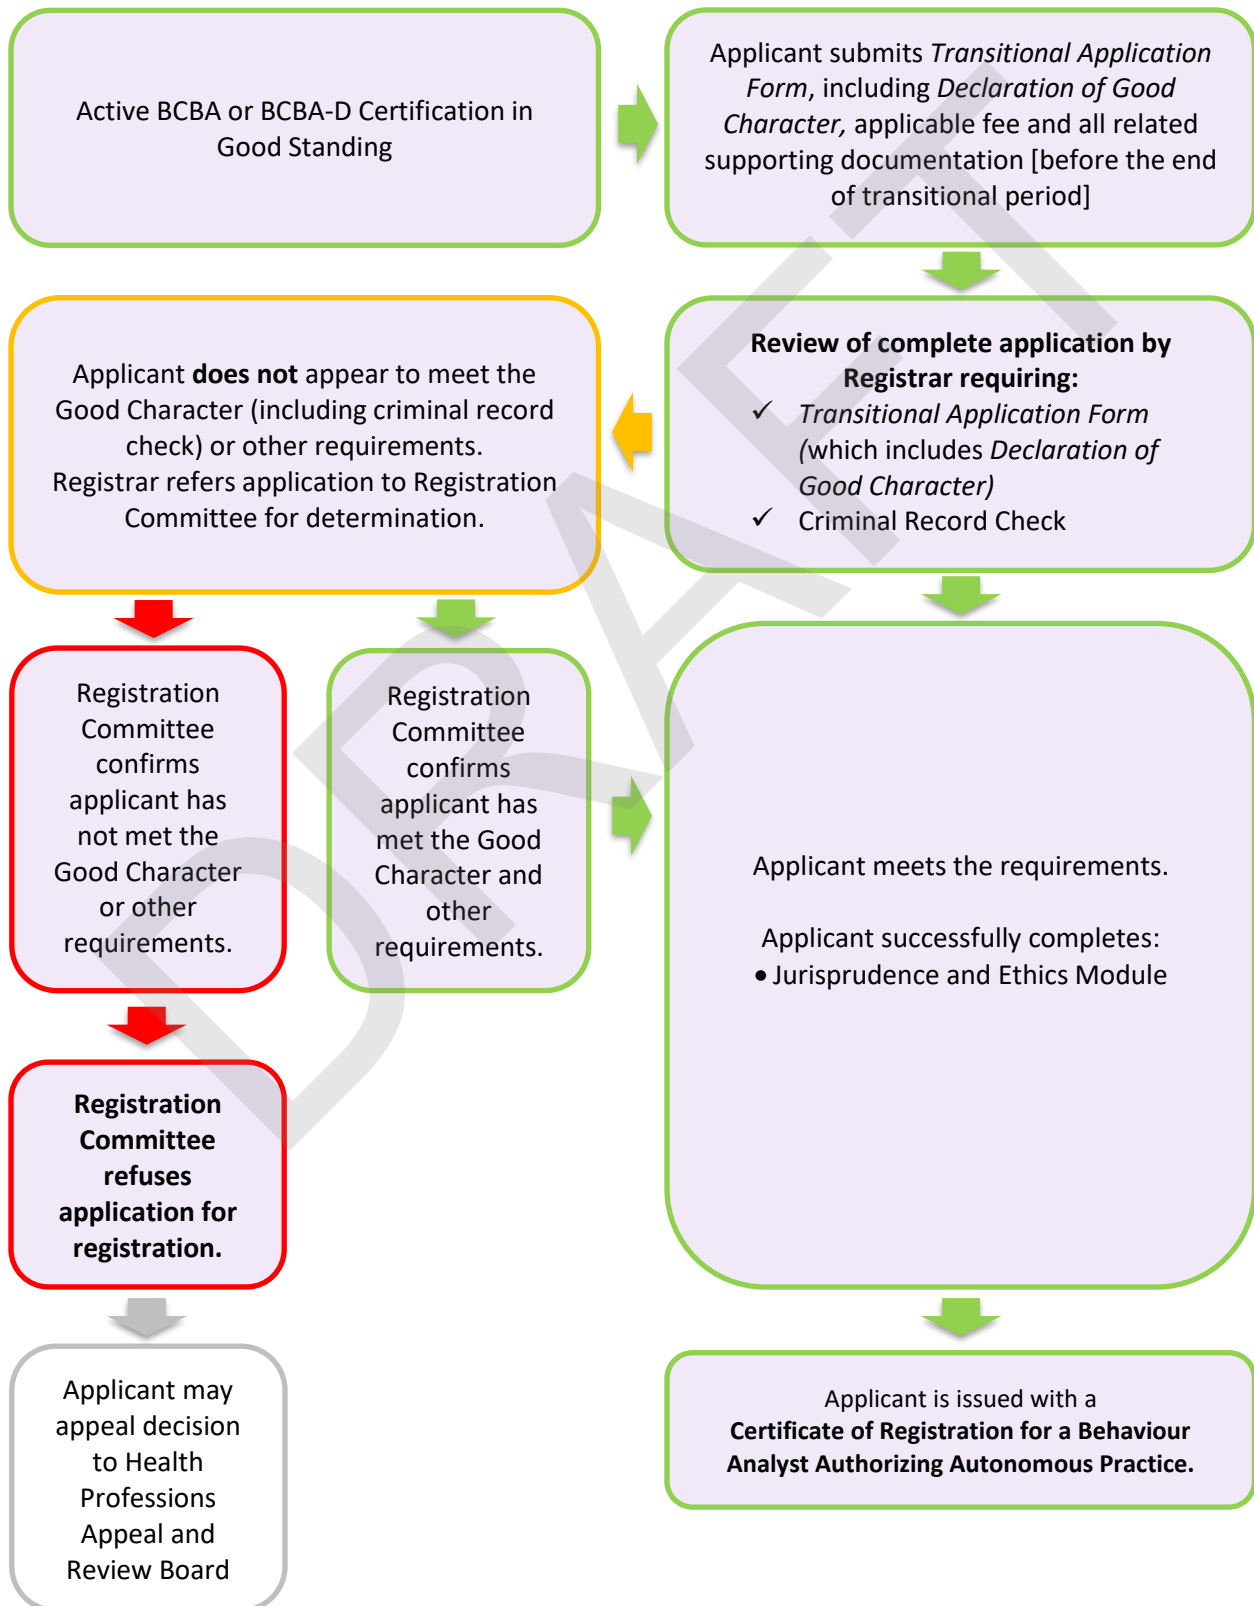 Active BCBA or BCBA-D Certification in
Good Standing
Applicant submits Transitional Application
Form, including Declaration of Good
Character, applicable fee and all related
supporting documentation [before the end
of transitional period]
Review of complete application by
Registrar requiring:
✓ Transitional Application Form
(which includes Declaration of
Good Character)
✓ Criminal Record Check
Applicant does not appear to meet the
Good Character (including criminal record
check) or other requirements.
Registrar refers application to Registration
Committee for determination.
Registration
Committee
confirms
applicant has
not met the
Good Character
or other
requirements.
Registration
Committee
confirms
applicant has
met the Good
Character and
other
requirements.
Applicant meets the requirements.
Applicant successfully completes:
• Jurisprudence and Ethics Module
Registration
Committee
refuses
application for
registration.
Applicant may
appeal decision
to Health
Professions
Appeal and
Review Board
Applicant is issued with a
Certificate of Registration for a Behaviour
Analyst Authorizing Autonomous Practice.
DRAFT